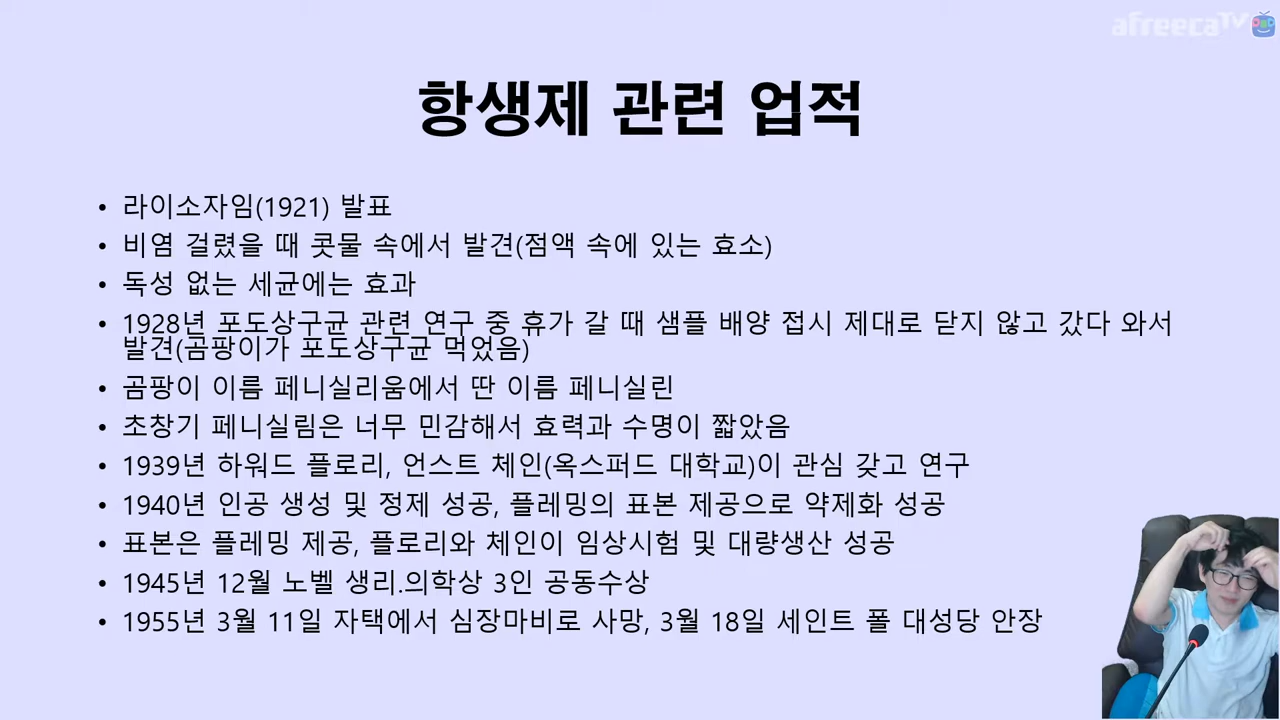 afreecaTV
항생제 관련 업적
• 라이소자임(1921) 발표
• 비염 걸렸을 때 콧물 속에서 발견(점액 속에 있는 효소)
• 독성 없는 세균에는 효과
• 1928년 포도상구균 관련 연구 중 휴가 갈 때 샘플 배양 접시 제대로 닫지 않고 갔다 와서
발견(곰팡이가 포도상구균 먹었음)
• 곰팡이 이름 페니실리움에서 딴 이름 페니실린
• 초창기 페니실림은 너무 민감해서 효력과 수명이 짧았음
• 1939년 하워드 플로리, 언스트 체인(옥스퍼드 대학교)이 관심 갖고 연구
• 1940년 인공 생성 및 정제 성공, 플레밍의 표본 제공으로 약제화 성공
• 표본은 플레밍 제공, 플로리와 체인이 임상시험 및 대량생산 성공
• 1945년 12월 노벨 생리.의학상 3인 공동수상
• 1955년 3월 11일 자택에서 심장마비로 사망, 3월 18일 세인트 폴 대성당 안장